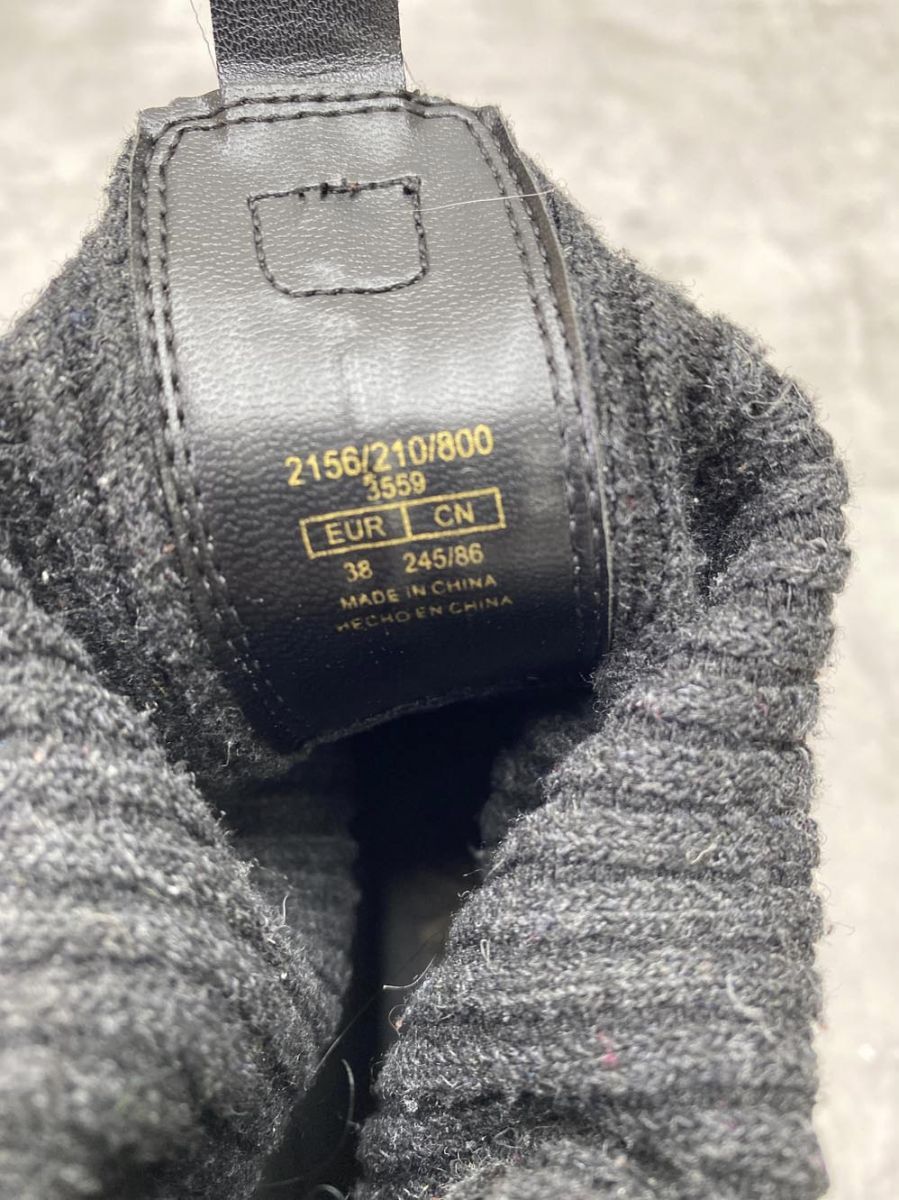 2156/210/800
3559
EUR CN
38 245/86
MADE IN CHINA
HECHO EN CHINA